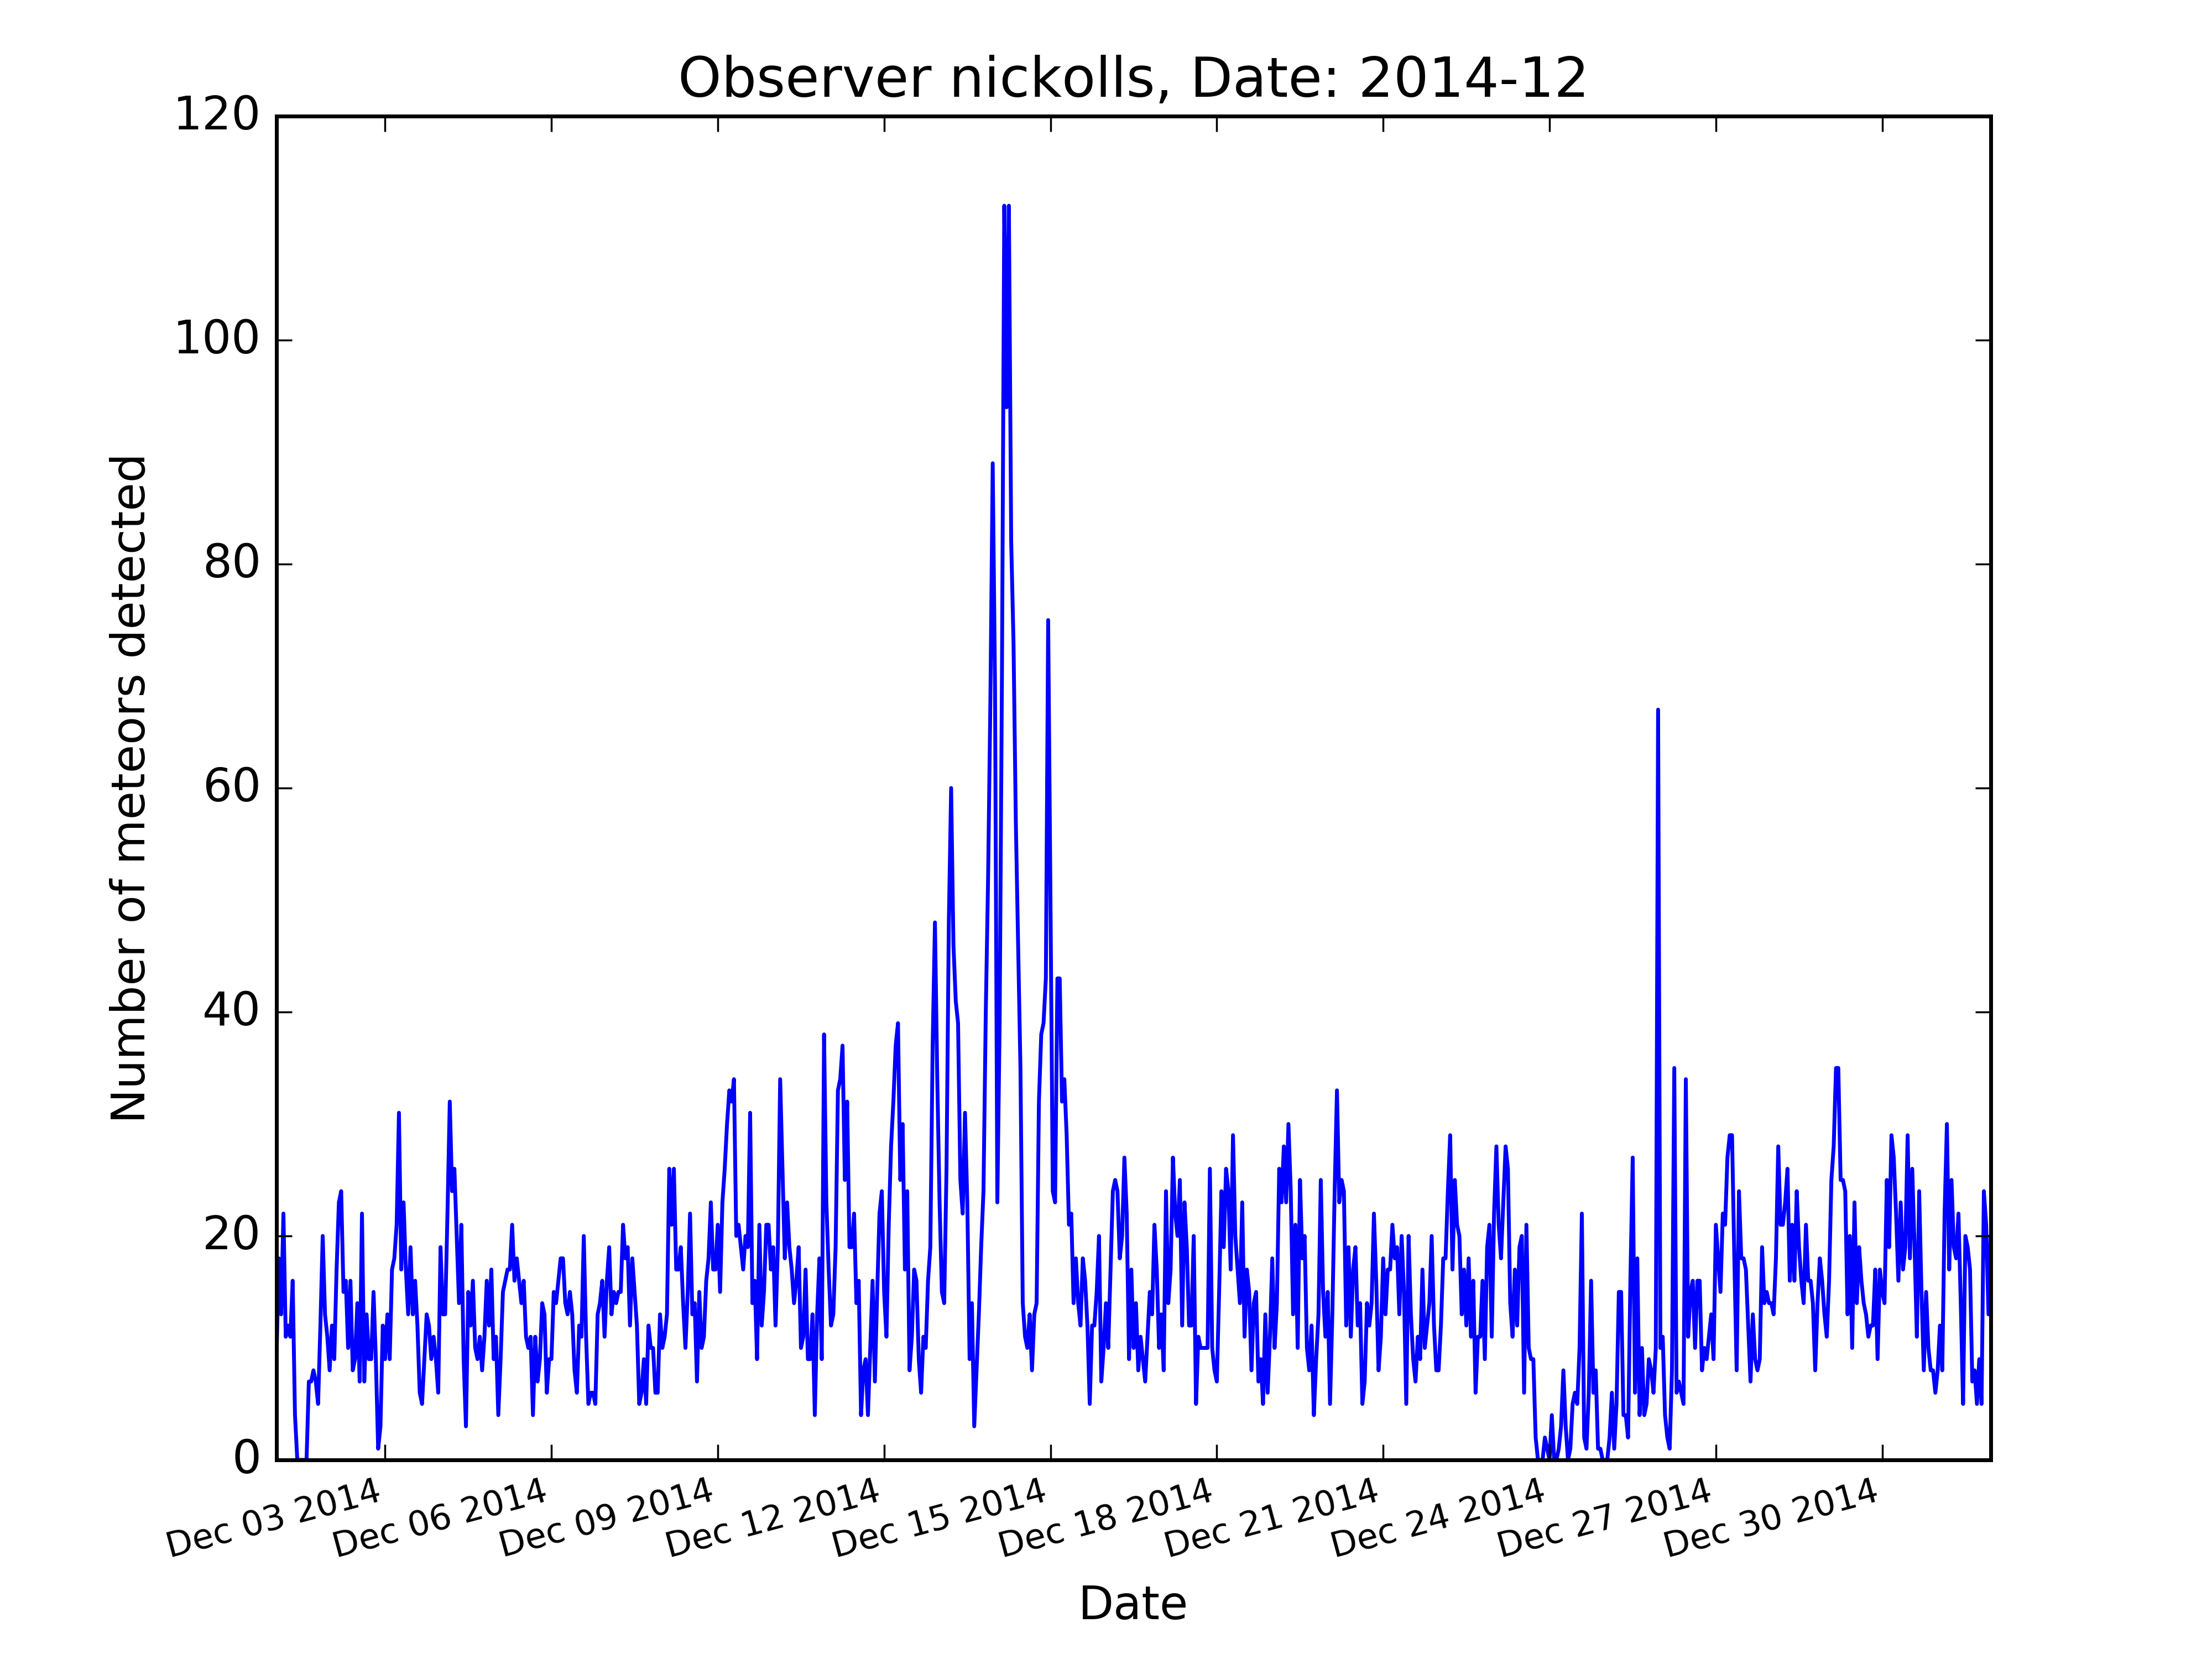 Observer nickolls, Date: 2014-12
120
100
80
60
40
20
0
Number of meteors detected
Dec 03 2014
Dec 06 2014
Dec 09 2014
Dec 12 2014
Dec 15 2014
Dec 18 2014
Dec 21 2014
Dec 24 2014
Dec 27 2014
Dec 30 2014
Date